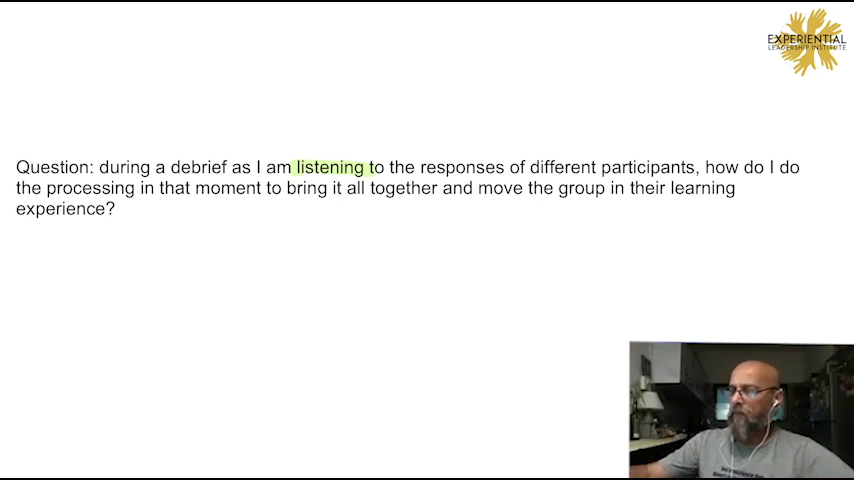 EXPERIENTIAL
LEADERSHIP INSTITUTE
Question: during a debrief as I am listening to the responses of different participants, how do I do
the processing in that moment to bring it all together and move the group in their learning
experience?